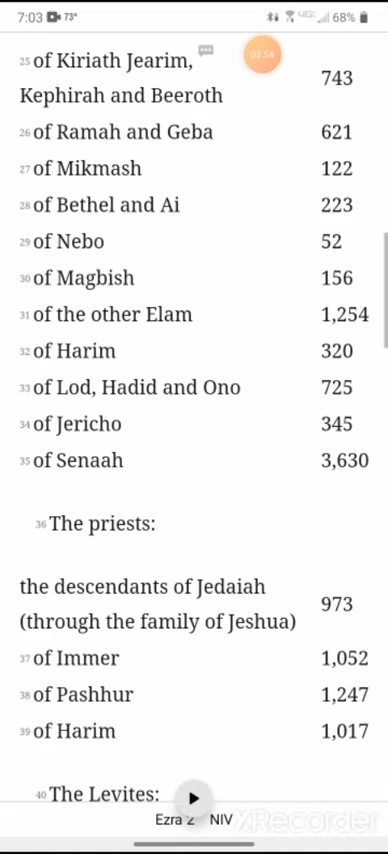 7:03 73° 4G 68%
02:54
25 of Kiriath Jearim,
Kephirah and Beeroth 743
26 of Ramah and Geba 621
27 of Mikmash 122
28 of Bethel and Ai 223
29 of Nebo 52
30 of Magbish 156
31 of the other Elam 1,254
32 of Harim 320
33 of Lod, Hadid and Ono 725
34 of Jericho 345
35 of Senaah 3,630
36 The priests:
the descendants of Jedaiah
(through the family of Jeshua) 973
37 of Immer 1,052
38 of Pashhur 1,247
39 of Harim 1,017
40 The Levites:
Ezra 2 NIV
XRecorder